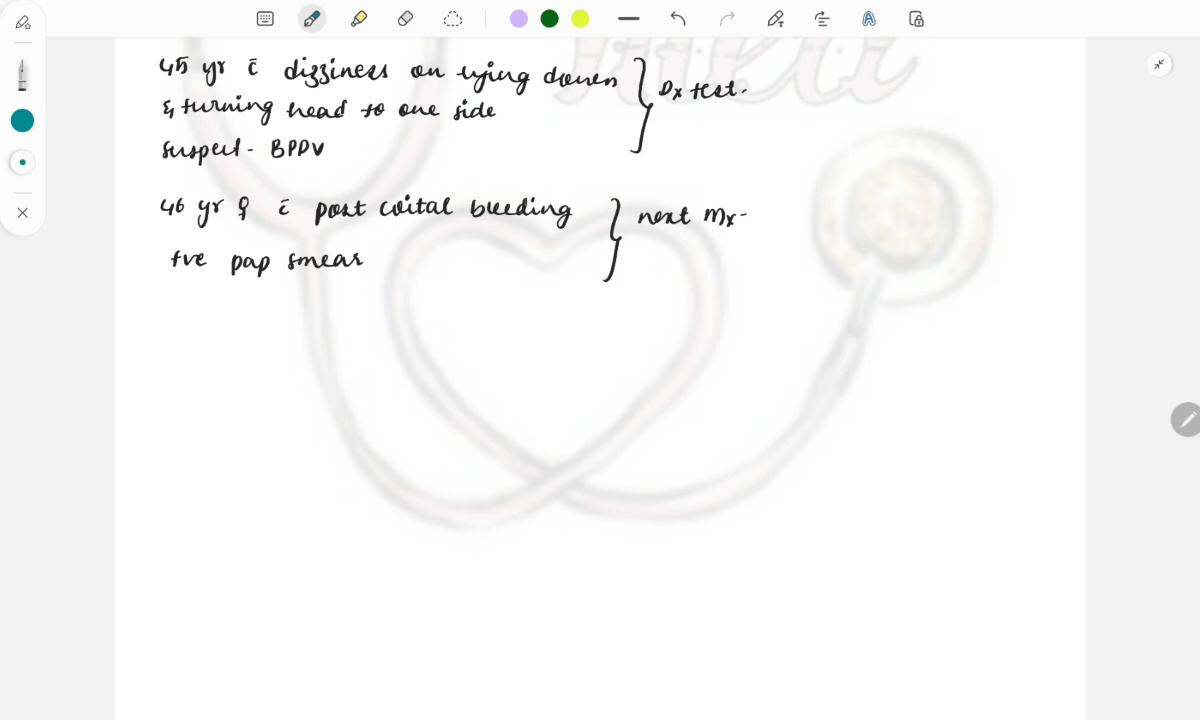 45 yr c̄ dizziness on lying down
& turning head to one side
suspect - BPPV
} Dx test.
46 yr ♀ c̄ post coital bleeding
+ve pap smear
} next Mx -